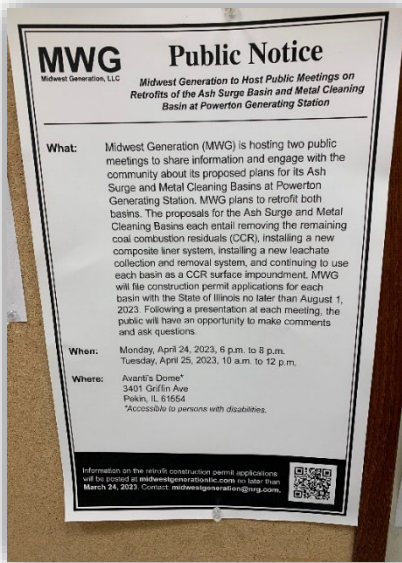 MWG
Midwest Generation, LLC
Public Notice
Midwest Generation to Host Public Meetings on
Retrofits of the Ash Surge Basin and Metal Cleaning
Basin at Powerton Generating Station
What: Midwest Generation (MWG) is hosting two public
meetings to share information and engage with the
community about its proposed plans for its Ash
Surge and Metal Cleaning Basins at Powerton
Generating Station. MWG plans to retrofit both
basins. The proposals for the Ash Surge and Metal
Cleaning Basins each entail removing the remaining
coal combustion residuals (CCR), installing a new
composite liner system, installing a new leachate
collection and removal system, and continuing to use
each basin as a CCR surface impoundment. MWG
will file construction permit applications for each
basin with the State of Illinois no later than August 1,
2023. Following a presentation at each meeting, the
public will have an opportunity to make comments
and ask questions.
When: Monday, April 24, 2023, 6 p.m. to 8 p.m.
Tuesday, April 25, 2023, 10 a.m. to 12 p.m.
Where: Avanti's Dome*
3401 Griffin Ave
Pekin, IL 61554
*Accessible to persons with disabilities.
Information on the retrofit construction permit applications
will be posted at midwestgenerationllc.com no later than
March 24, 2023. Contact: midwestgeneration@nrg.com.